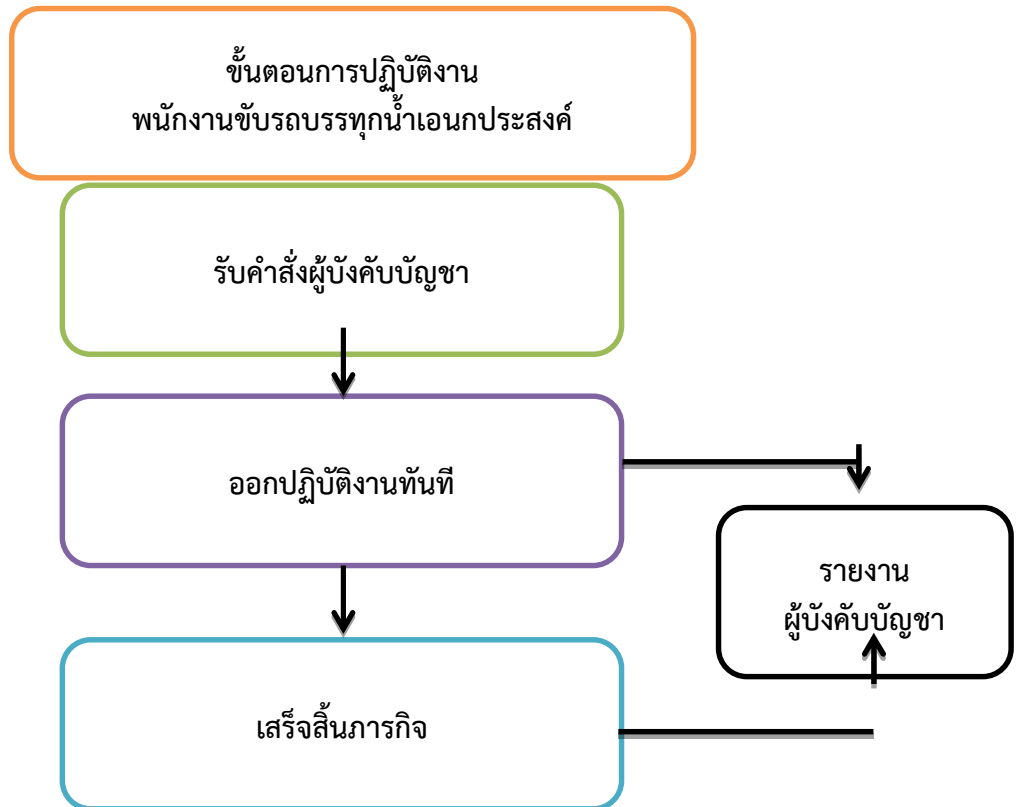 ขั้นตอนการปฏิบัติงาน
พนักงานขับรถบรรทุกน้ำเอนกประสงค์
รับคำสั่งผู้บังคับบัญชา
ออกปฏิบัติงานทันที
รายงาน
ผู้บังคับบัญชา
เสร็จสิ้นภารกิจ